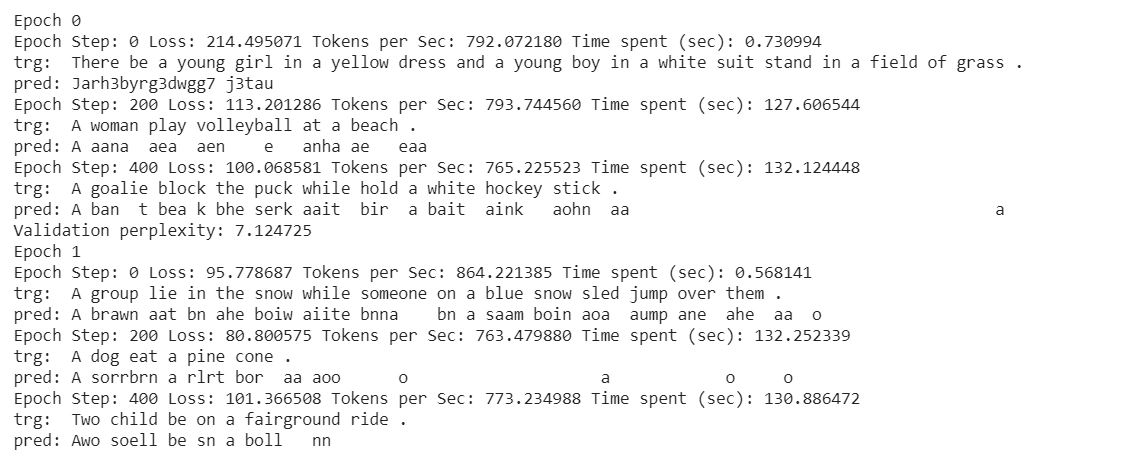 Epoch 0
Epoch Step: 0 Loss: 214.495071 Tokens per Sec: 792.072180 Time spent (sec): 0.730994
trg:  There be a young girl in a yellow dress and a young boy in a white suit stand in a field of grass .
pred: Jarh3byrg3dwgg7 j3tau
Epoch Step: 200 Loss: 113.201286 Tokens per Sec: 793.744560 Time spent (sec): 127.606544
trg:  A woman play volleyball at a beach .
pred: A aana  aea  aen    e   anha ae   eaa
Epoch Step: 400 Loss: 100.068581 Tokens per Sec: 765.225523 Time spent (sec): 132.124448
trg:  A goalie block the puck while hold a white hockey stick .
pred: A ban  t bea k bhe serk aait  bir  a bait  aink   aohn  aa                                      a
Validation perplexity: 7.124725
Epoch 1
Epoch Step: 0 Loss: 95.778687 Tokens per Sec: 864.221385 Time spent (sec): 0.568141
trg:  A group lie in the snow while someone on a blue snow sled jump over them .
pred: A brawn aat bn ahe boiw aiite bnna    bn a saam boin aoa  aump ane  ahe  aa  o
Epoch Step: 200 Loss: 80.800575 Tokens per Sec: 763.479880 Time spent (sec): 132.252339
trg:  A dog eat a pine cone .
pred: A sorrbrn a rlrt bor  aa aoo      o                    a            o     o
Epoch Step: 400 Loss: 101.366508 Tokens per Sec: 773.234988 Time spent (sec): 130.886472
trg:  Two child be on a fairground ride .
pred: Awo soell be sn a boll   nn